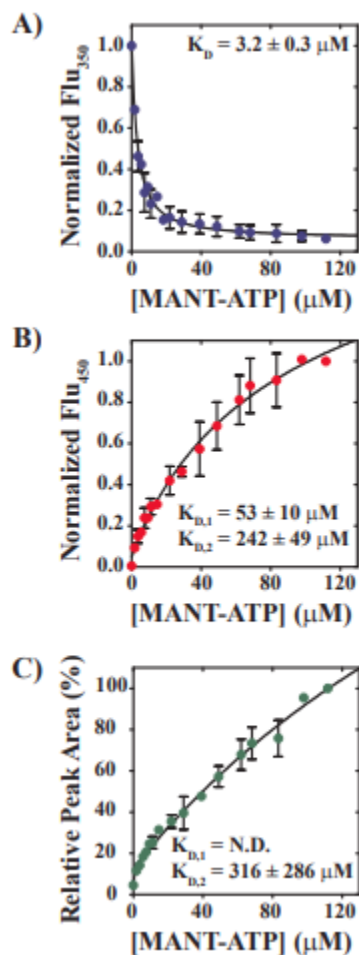 A)
K_D = 3.2 ± 0.3 μM
Normalized Flu₃₅₀
1.0
0.8
0.6
0.4
0.2
0.0
0 40 80 120
[MANT-ATP] (μM)
B)
Normalized Flu₄₅₀
1.0
0.8
0.6
0.4
0.2
0.0
K_D,1 = 53 ± 10 μM
K_D,2 = 242 ± 49 μM
0 40 80 120
[MANT-ATP] (μM)
C)
Relative Peak Area (%)
100
80
60
40
20
0
K_D,1 = N.D.
K_D,2 = 316 ± 286 μM
0 40 80 120
[MANT-ATP] (μM)